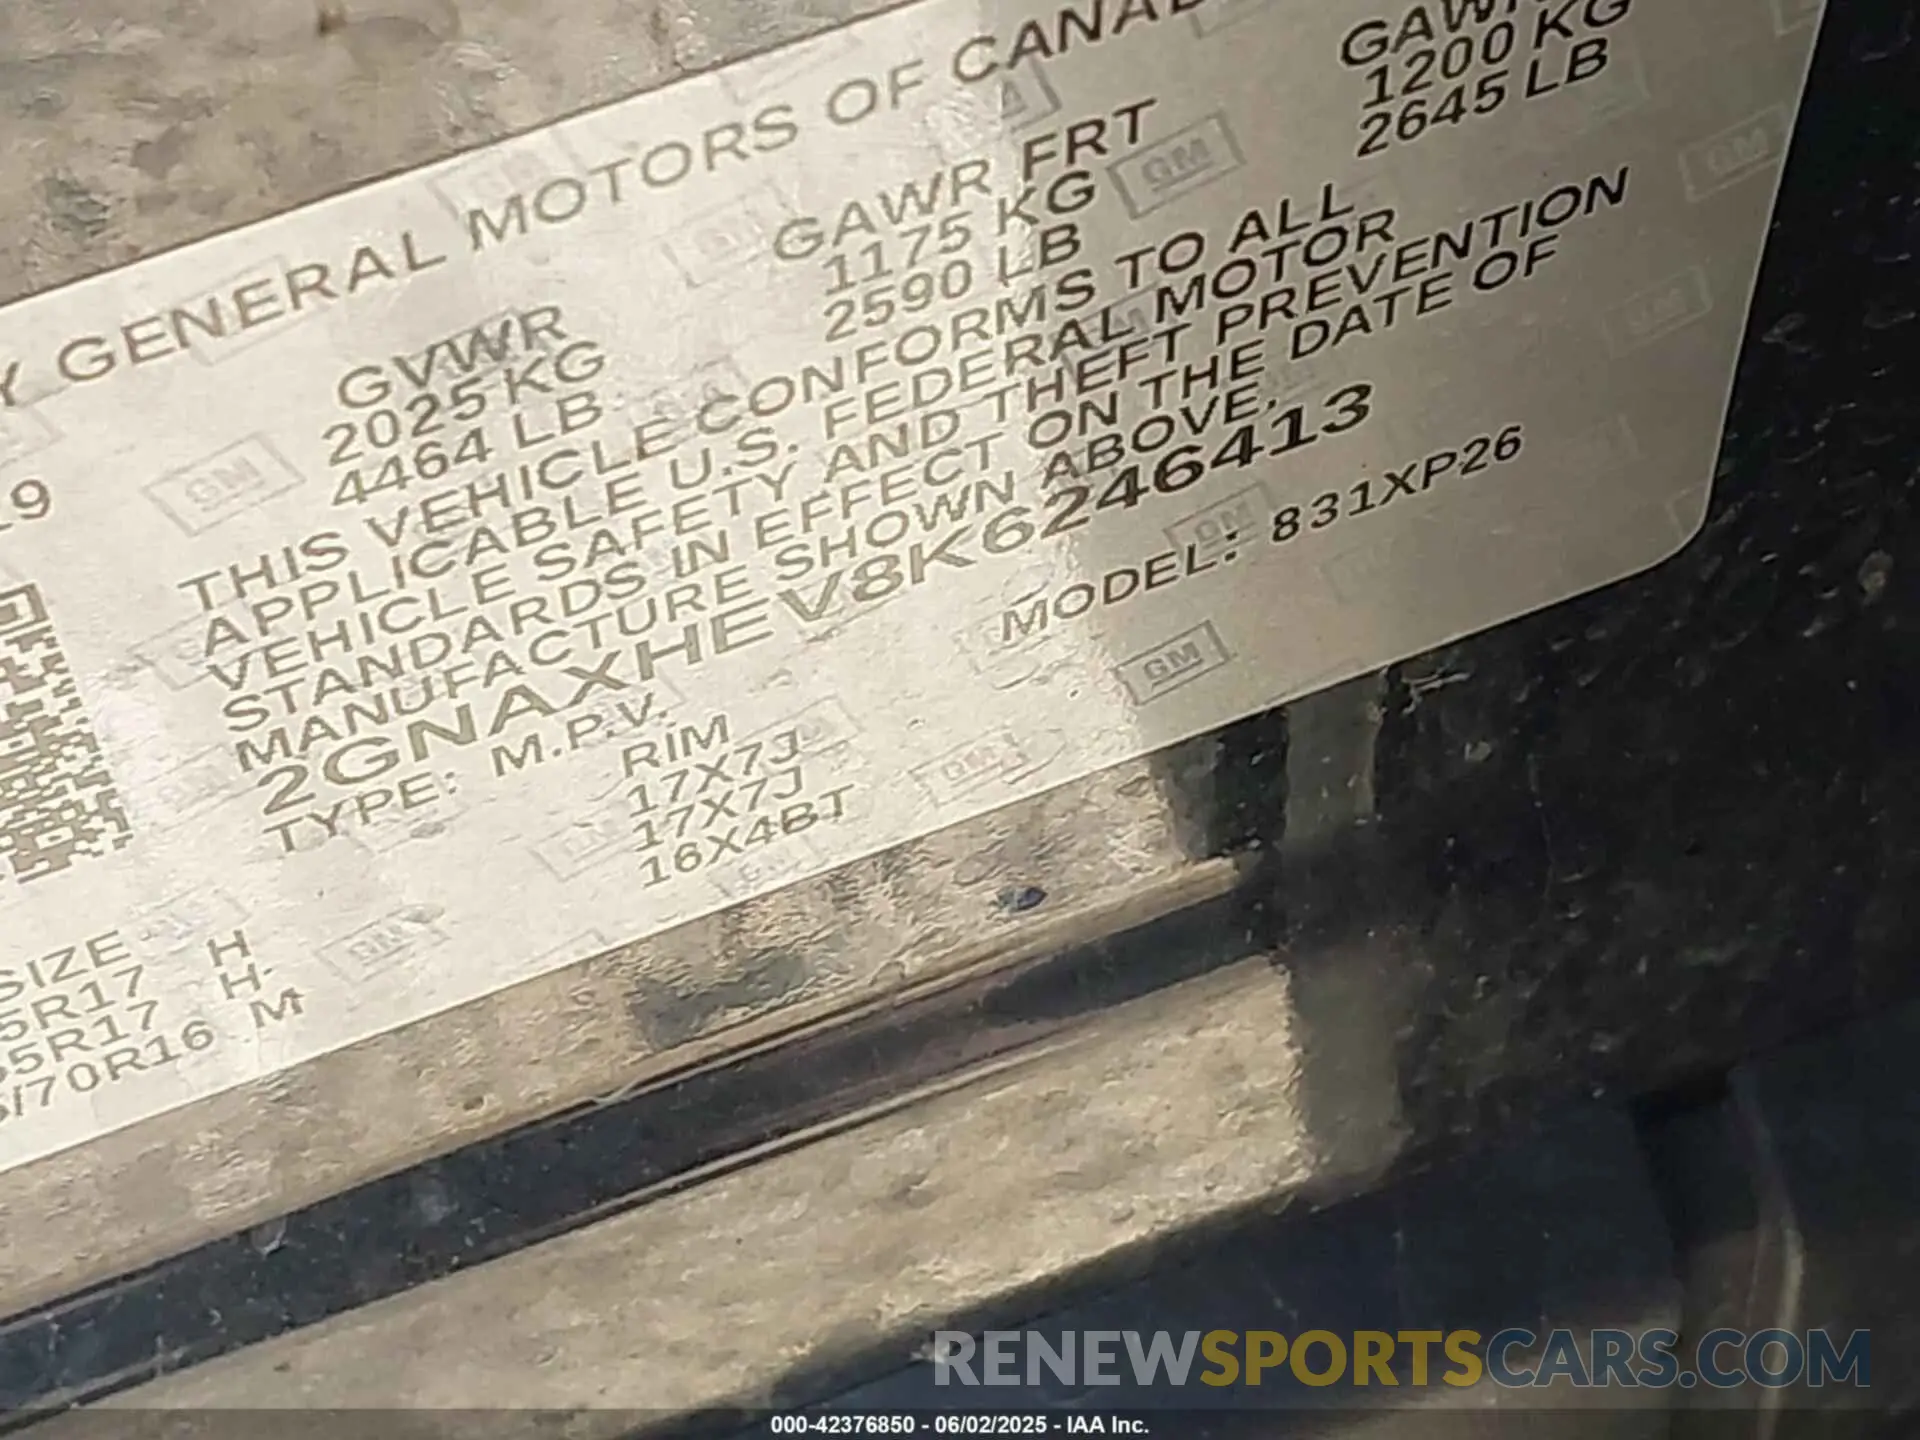 Y GENERAL MOTORS OF CANAD
GVWR GAWR FRT GAWR
2025 KG 1175 KG 1200 KG
4464 LB 2590 LB 2645 LB
19
THIS VEHICLE CONFORMS TO ALL
APPLICABLE U.S. FEDERAL MOTOR
VEHICLE SAFETY AND THEFT PREVENTION
STANDARDS IN EFFECT ON THE DATE OF
MANUFACTURE SHOWN ABOVE.
2GNAXHEV8K6246413
TYPE: M.P.V. MODEL: 831XP26
SIZE RIM
5R17 H 17X7J
65R17 H 17X7J
/70R16 M 16X4BT
GM
RENEWSPORTSCARS.COM
000-42376850 - 06/02/2025 - IAA Inc.